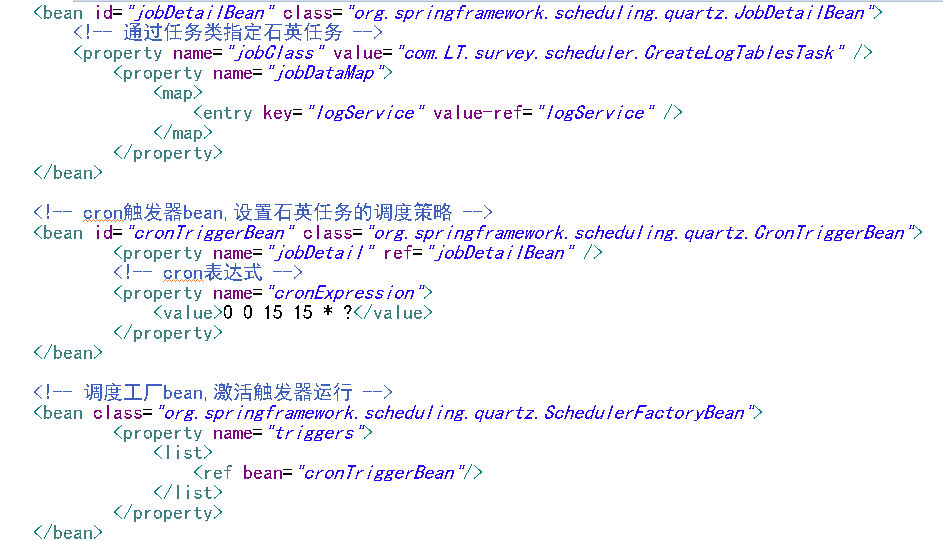 <bean id="jobDetailBean" class="org.springframework.scheduling.quartz.JobDetailBean">
<!-- 通过任务类指定石英任务 -->
<property name="jobClass" value="com.LT.survey.scheduler.CreateLogTablesTask" />
<property name="jobDataMap">
<map>
<entry key="logService" value-ref="logService" />
</map>
</property>
</bean>
<!-- cron触发器bean,设置石英任务的调度策略 -->
<bean id="cronTriggerBean" class="org.springframework.scheduling.quartz.CronTriggerBean">
<property name="jobDetail" ref="jobDetailBean" />
<!-- cron表达式 -->
<property name="cronExpression">
<value>0 0 15 15 * ?</value>
</property>
</bean>
<!-- 调度工厂bean,激活触发器运行 -->
<bean class="org.springframework.scheduling.quartz.SchedulerFactoryBean">
<property name="triggers">
<list>
<ref bean="cronTriggerBean"/>
</list>
</property>
</bean>